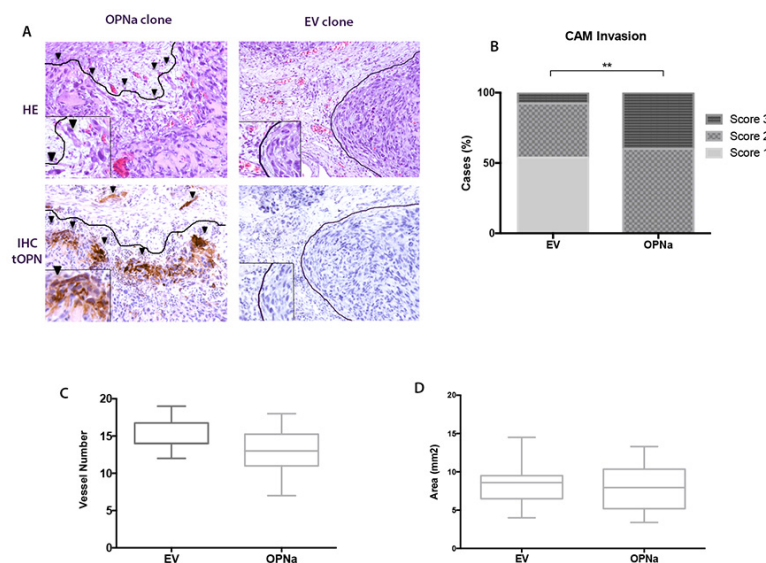 OPNa clone
EV clone
A
HE
IHC
tOPN
B
CAM Invasion
**
100
50
0
Cases (%)
EV
OPNa
Score 3
Score 2
Score 1
C
20
15
10
5
0
Vessel Number
EV
OPNa
D
20
15
10
5
0
Area (mm2)
EV
OPNa